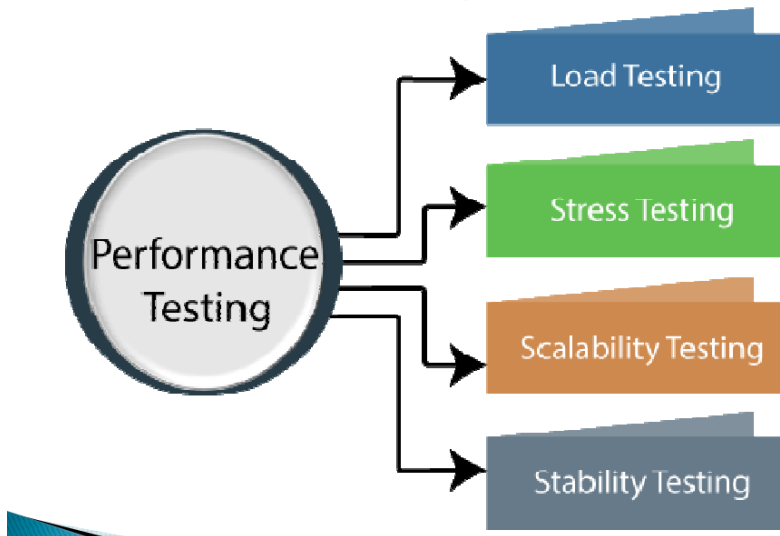 Performance
Testing
Load Testing
Stress Testing
Scalability Testing
Stability Testing